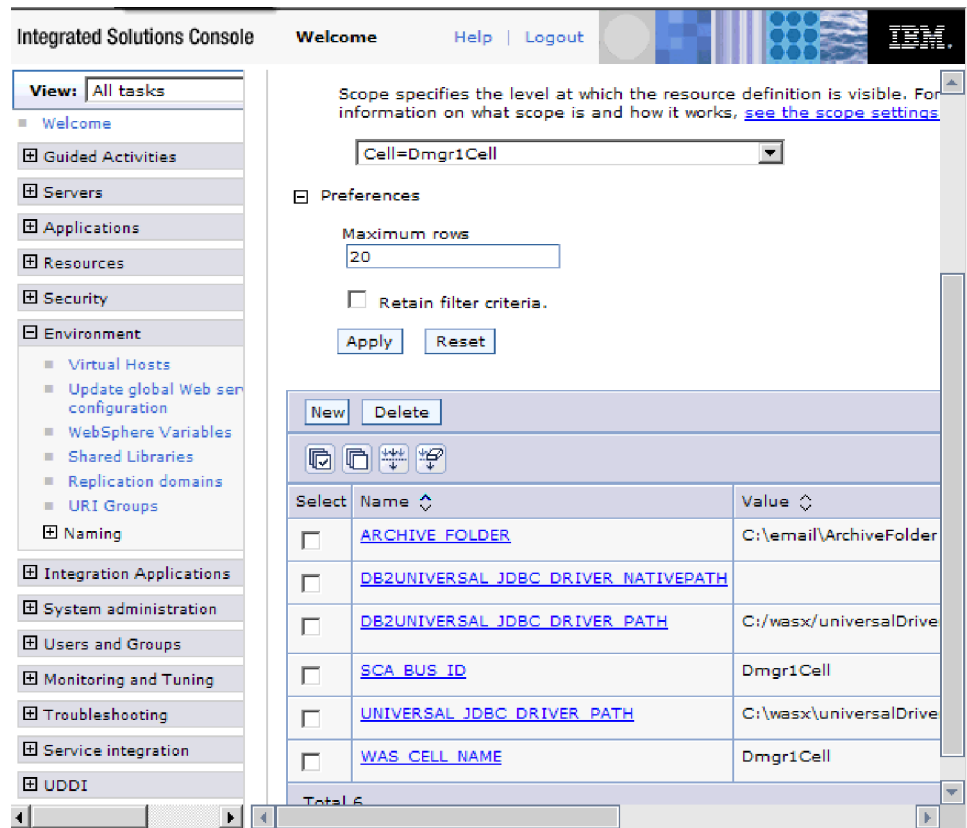 Integrated Solutions Console
Welcome
Help | Logout
IBM.
View: All tasks
Welcome
Guided Activities
Servers
Applications
Resources
Security
Environment
Virtual Hosts
Update global Web ser
configuration
WebSphere Variables
Shared Libraries
Replication domains
URI Groups
Naming
Integration Applications
System administration
Users and Groups
Monitoring and Tuning
Troubleshooting
Service integration
UDDI
Scope specifies the level at which the resource definition is visible. For
information on what scope is and how it works, see the scope settings
Cell=Dmgr1Cell
Preferences
Maximum rows
20
Retain filter criteria.
Apply Reset
New Delete
Select Name Value
ARCHIVE_FOLDER C:\email\ArchiveFolder
DB2UNIVERSAL_JDBC_DRIVER_NATIVEPATH
DB2UNIVERSAL_JDBC_DRIVER_PATH C:/wasx/universalDrive
SCA_BUS_ID Dmgr1Cell
UNIVERSAL_JDBC_DRIVER_PATH C:\wasx\universalDrive
WAS_CELL_NAME Dmgr1Cell
Total 6